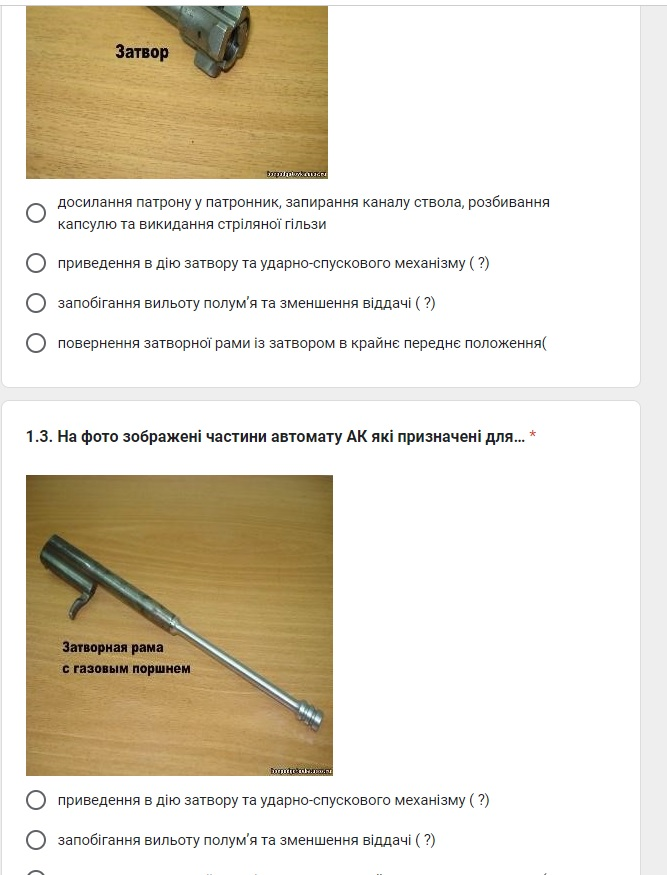 Затвор
досилання патрону у патронник, запирання каналу ствола, розбивання
капсулю та викидання стріляної гільзи
приведення в дію затвору та ударно-спускового механізму ( ?)
запобігання вильоту полум’я та зменшення віддачі ( ?)
повернення затворної рами із затвором в крайнє переднє положення(
1.3. На фото зображені частини автомату АК які призначені для... *
Затворная рама
с газовым поршнем
приведення в дію затвору та ударно-спускового механізму ( ?)
запобігання вильоту полум’я та зменшення віддачі ( ?)